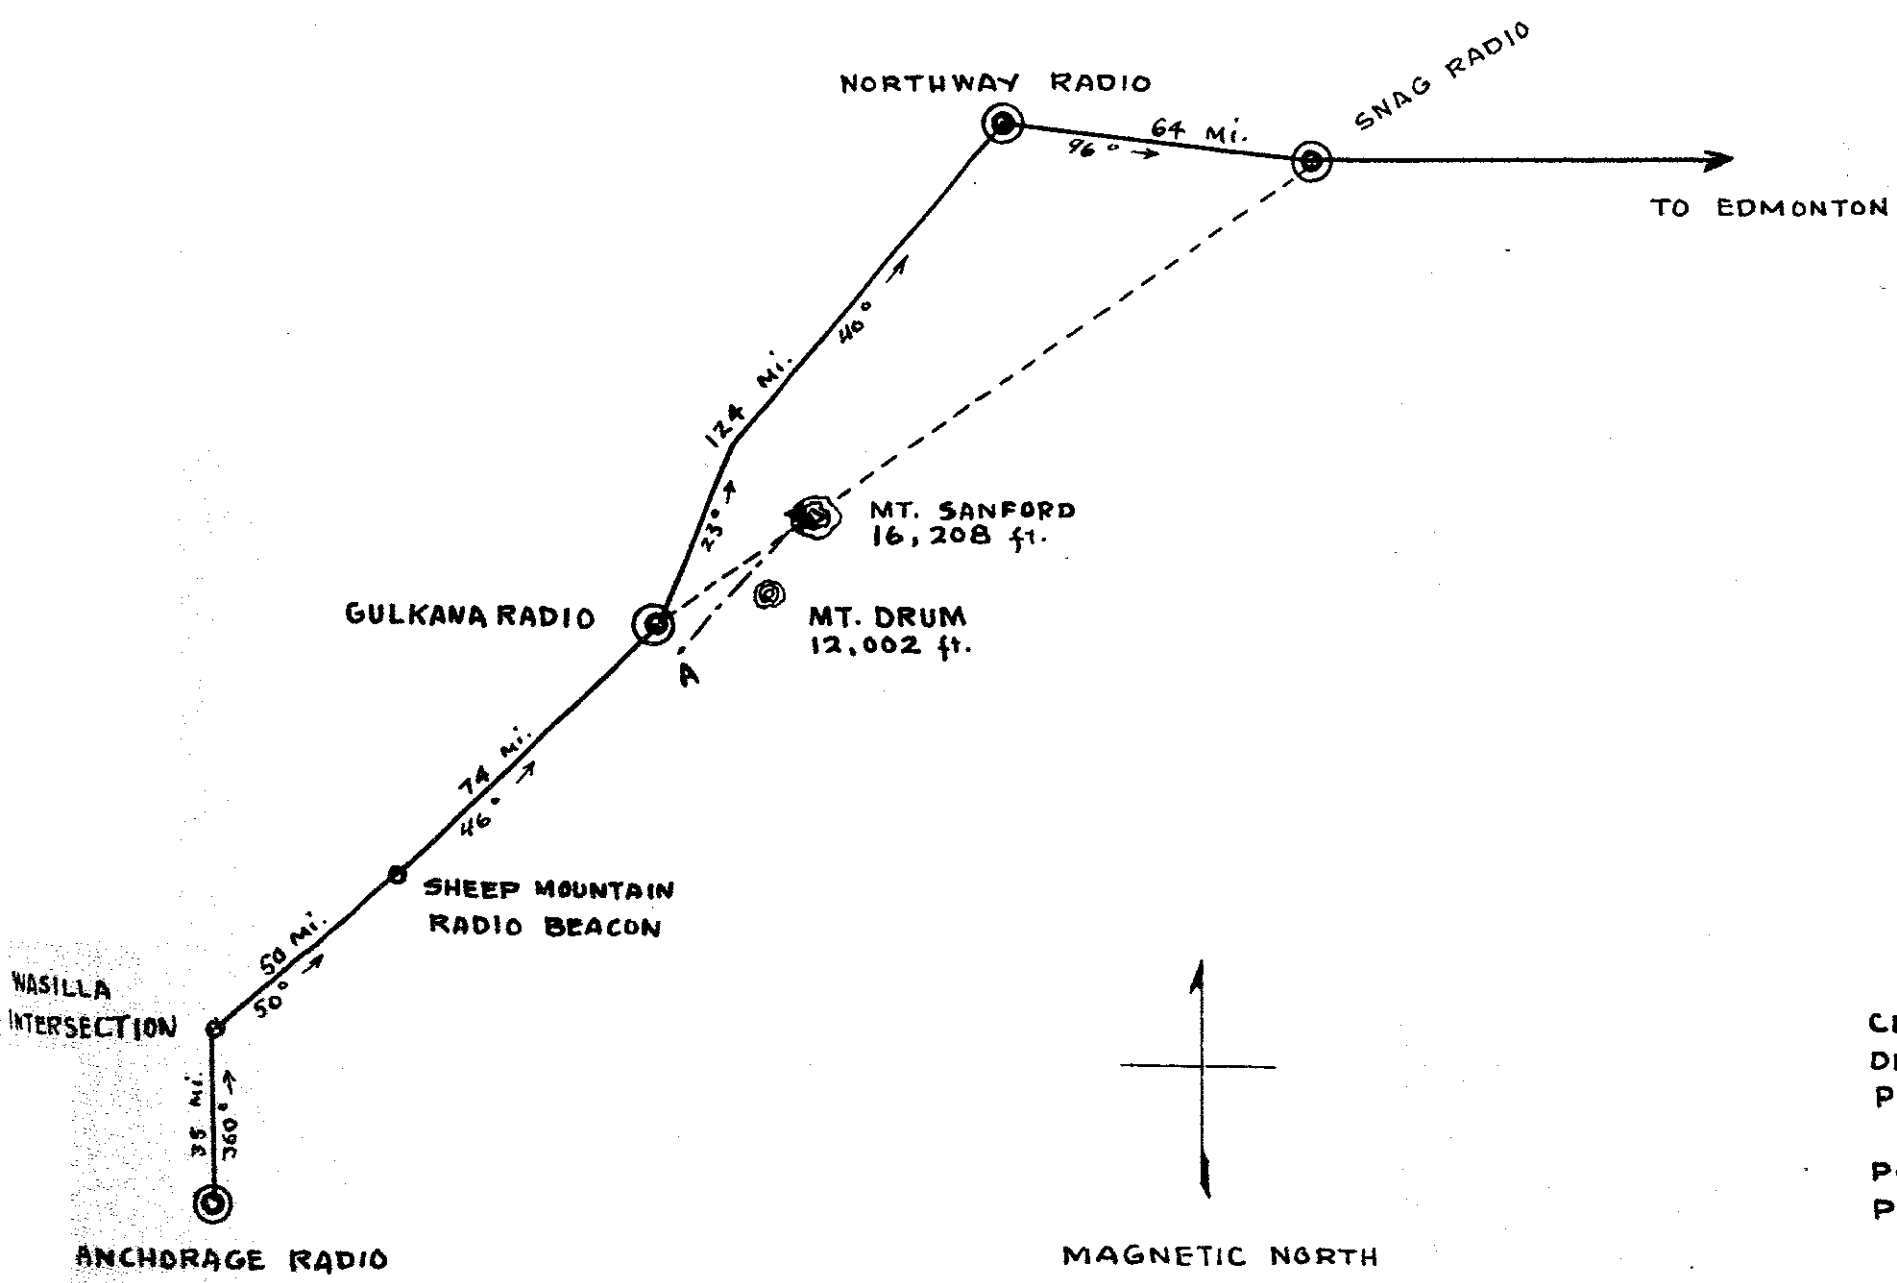 NORTHWAY RADIO
SNAG RADIO
64 Mi.
96° →
TO EDMONTON
40° →
124 Mi.
23° →
MT. SANFORD
16,208 ft.
GULKANA RADIO
MT. DRUM
12,002 ft.
A
74 Mi.
46° →
SHEEP MOUNTAIN
RADIO BEACON
50 Mi.
50° →
WASILLA
INTERSECTION
35 Mi.
360° →
ANCHORAGE RADIO
MAGNETIC NORTH
P
P